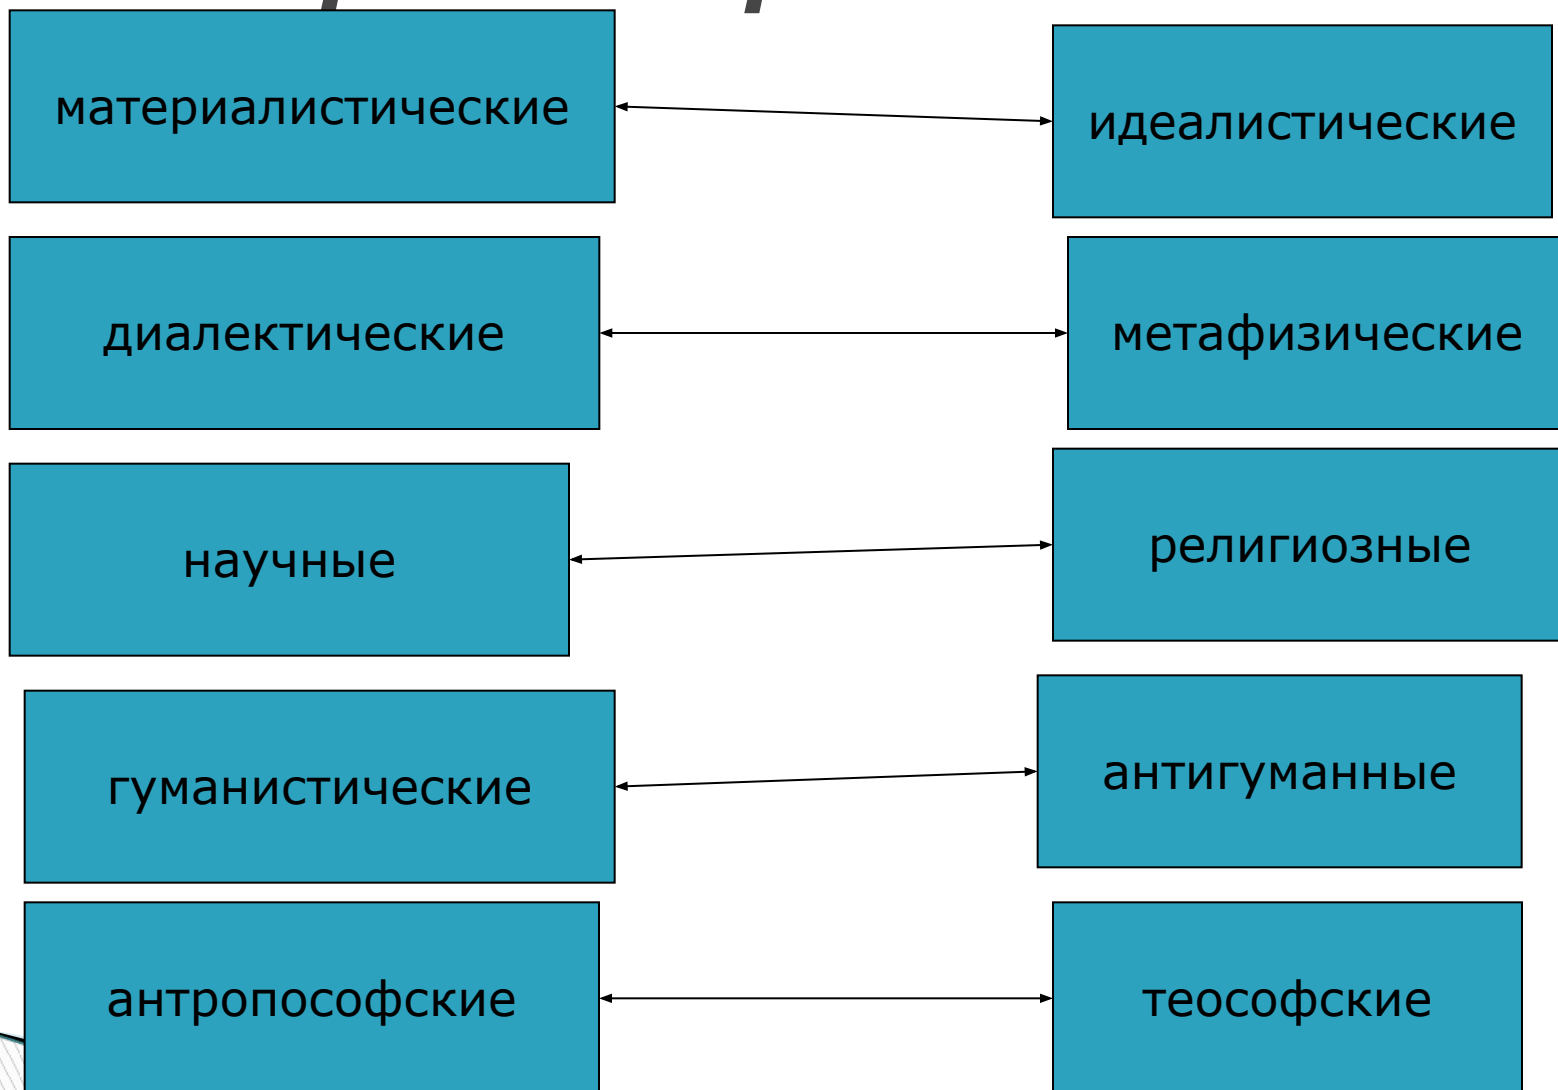 материалистические
идеалистические
диалектические
метафизические
научные
религиозные
гуманистические
антигуманные
антропософские
теософские